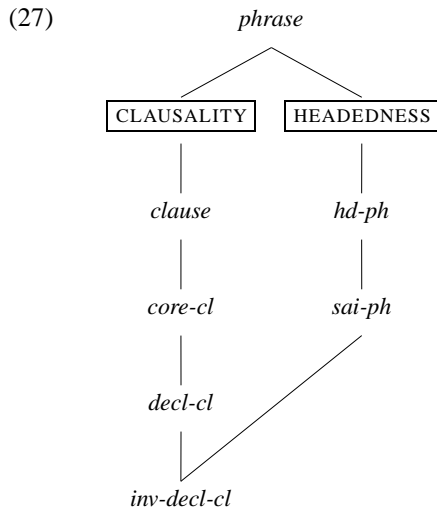 (27) phrase
CLAUSALITY HEADEDNESS
clause hd-ph
core-cl sai-ph
decl-cl
inv-decl-cl